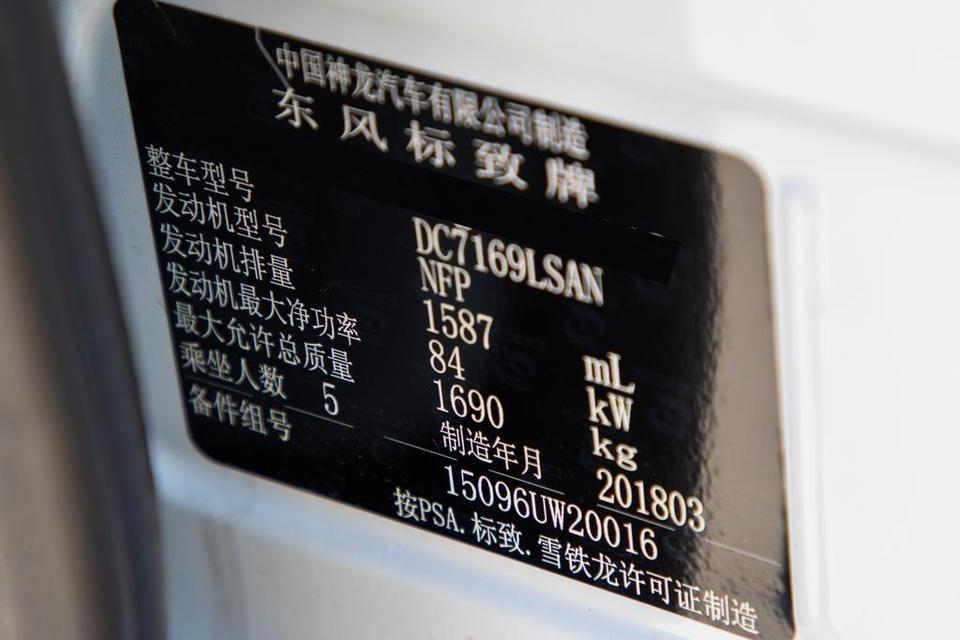 中国神龙汽车有限公司制造
东风标致牌
整车型号 DC7169LSAN
发动机型号 NFP
发动机排量 1587 mL
发动机最大净功率 84 kW
最大允许总质量 1690 kg
乘坐人数 5 制造年月 201803
备件组号 15096UW20016
按PSA.标致.雪铁龙许可证制造